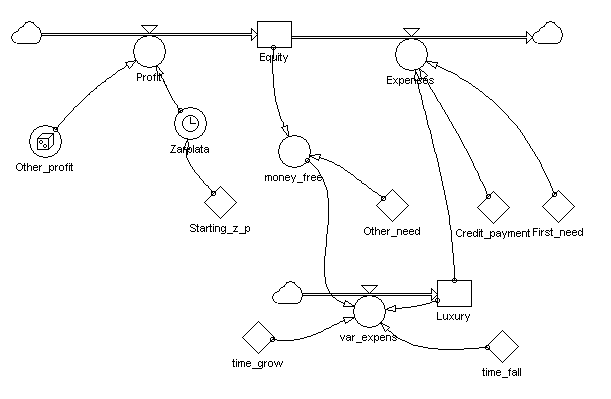 Equity
Profit
Expenses
Zarplata
Other_profit
money_free
Starting_z_p
Other_need
Credit_payment
First_need
Luxury
var_expens
time_grow
time_fall